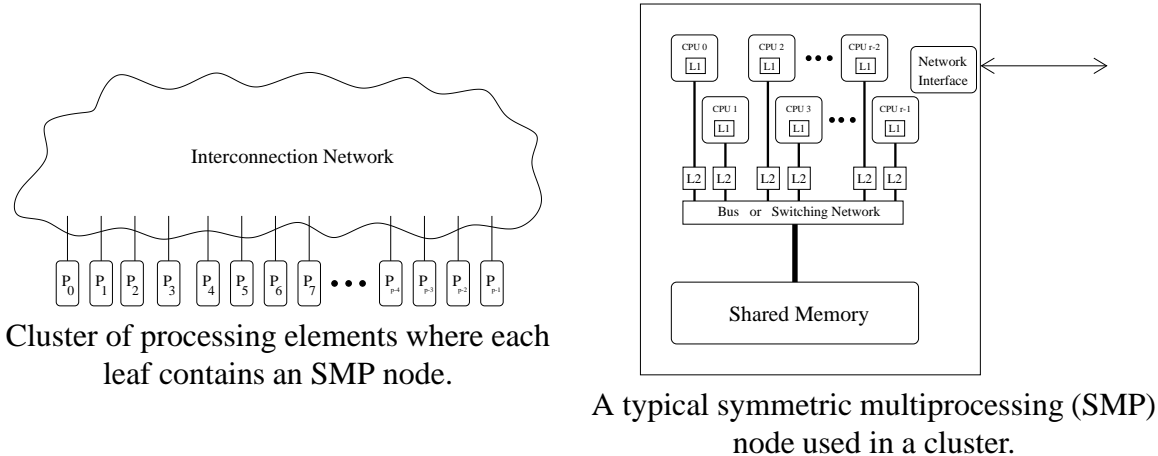 Interconnection Network
P0 P1 P2 P3 P4 P5 P6 P7 ••• Pp-4 Pp-3 Pp-2 Pp-1
Cluster of processing elements where each
leaf contains an SMP node.
CPU 0 CPU 2 ••• CPU r-2
L1 L1 L1
Network
Interface
CPU 1 CPU 3 ••• CPU r-1
L1 L1 L1
L2 L2 L2 L2 L2 L2
Bus or Switching Network
Shared Memory
A typical symmetric multiprocessing (SMP)
node used in a cluster.